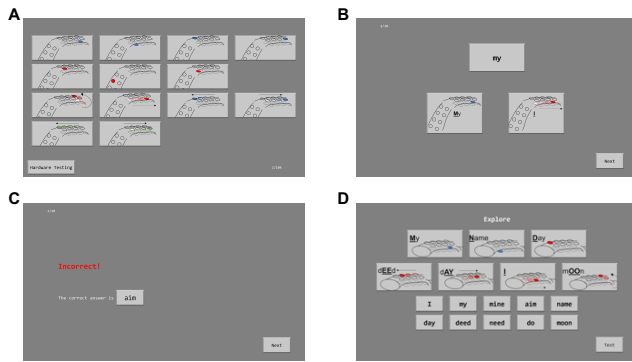 A
Hardware Testing
B
my
My
I
Next
C
Incorrect!
The correct answer is aim
Next
D
Explore
My Name Day
dEEd dAY I mOOn
I my mine aim name
day deed need do moon
Test